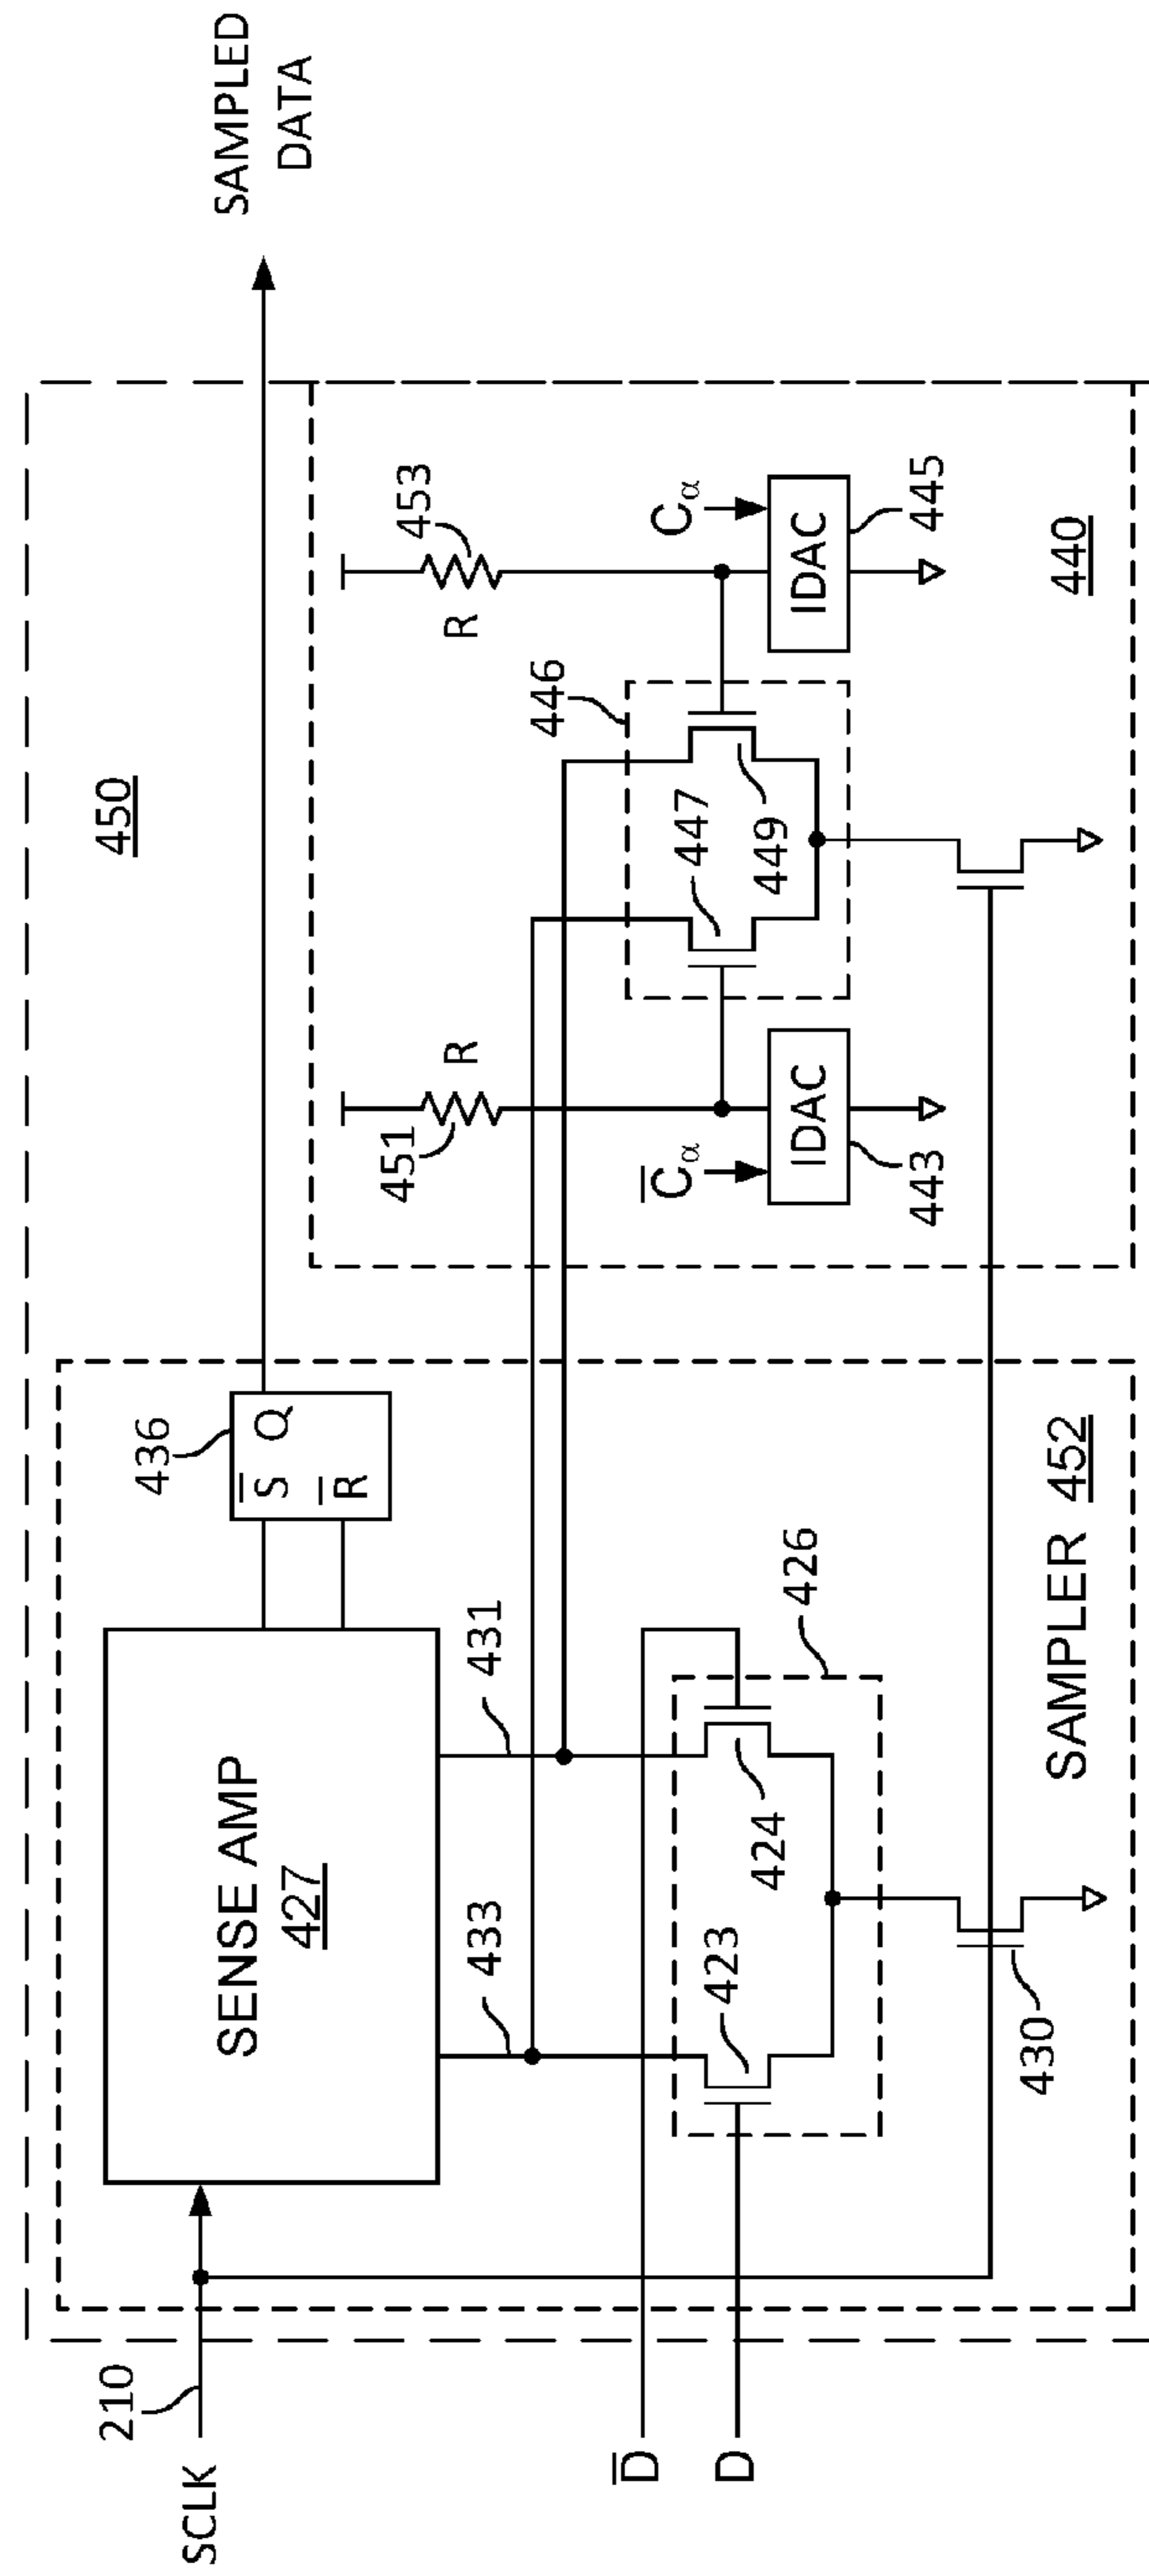 SAMPLED
DATA
450
436
S̅ Q
R̅
SENSE AMP
427
210
SCLK
433
431
451
R
R
453
446
447
449
C̅α
Cα
IDAC
443
IDAC
445
440
D̅
D
423
424
426
430
SAMPLER 452